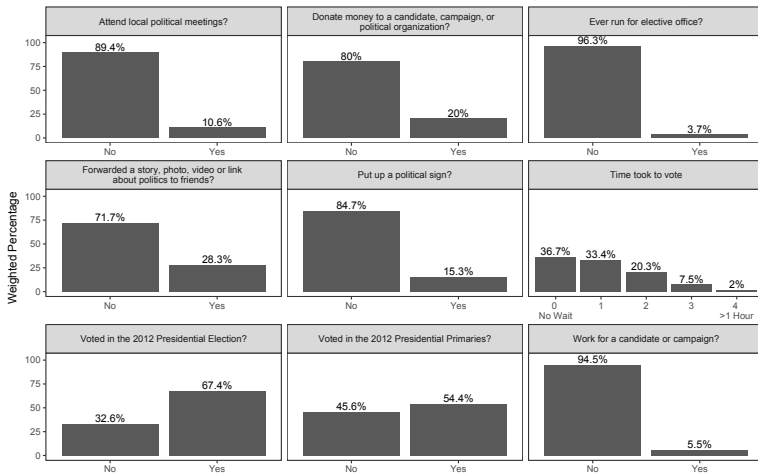 Attend local political meetings?
Donate money to a candidate, campaign, or
political organization?
Ever run for elective office?
100
75
50
25
0
89.4%
10.6%
No
Yes
80%
20%
No
Yes
96.3%
3.7%
No
Yes
Forwarded a story, photo, video or link
about politics to friends?
Put up a political sign?
Time took to vote
Weighted Percentage
100
75
50
25
0
71.7%
28.3%
No
Yes
84.7%
15.3%
No
Yes
36.7%
33.4%
20.3%
7.5%
2%
0
No Wait
1
2
3
4
>1 Hour
Voted in the 2012 Presidential Election?
Voted in the 2012 Presidential Primaries?
Work for a candidate or campaign?
100
75
50
25
0
32.6%
67.4%
No
Yes
45.6%
54.4%
No
Yes
94.5%
5.5%
No
Yes